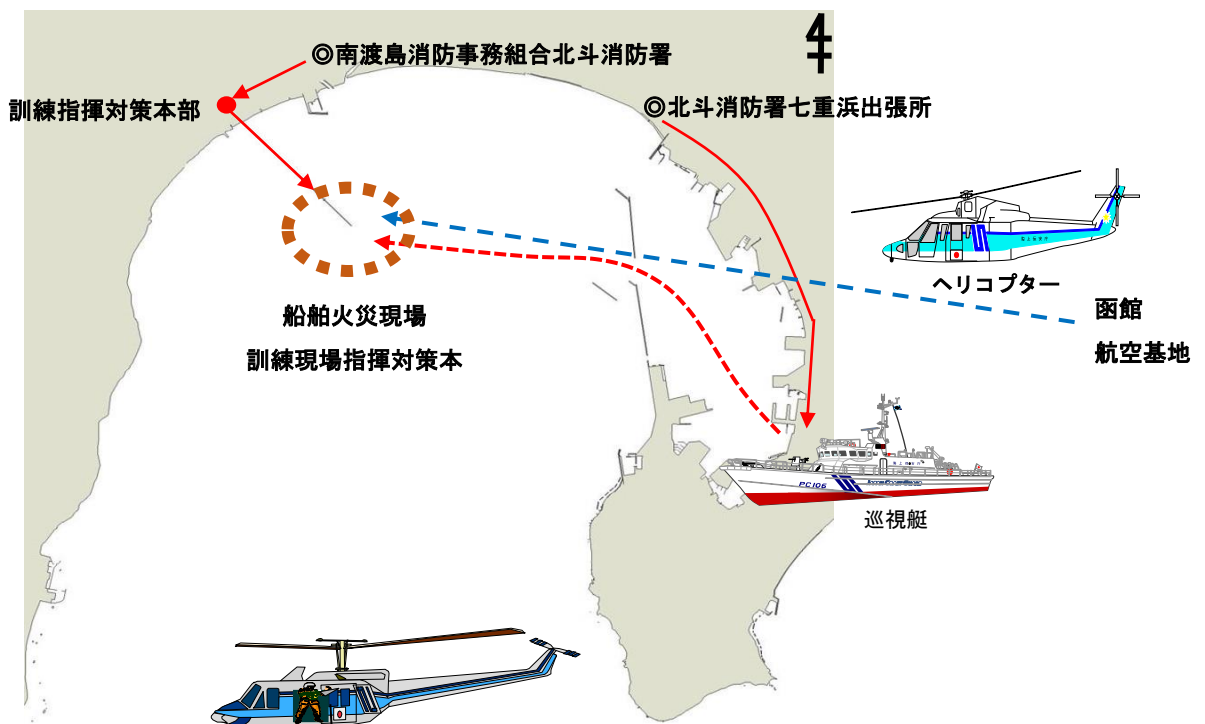 ◎南渡島消防事務組合北斗消防署
訓練指揮対策本部
◎北斗消防署七重浜出張所
ヘリコプター
函館
航空基地
船舶火災現場
訓練現場指揮対策本
PC106
巡視艇